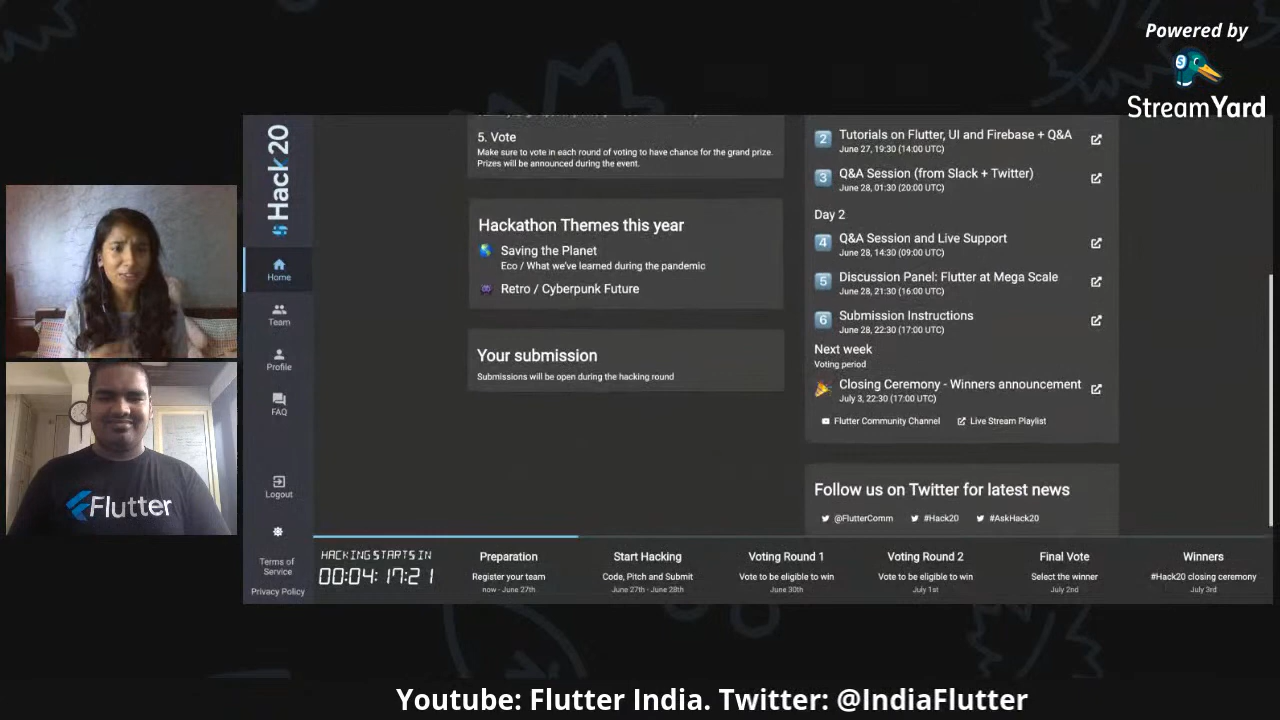 Powered by
StreamYard
#Hack20
Home
Team
Profile
FAQ
Logout
Terms of
Service
Privacy Policy
5. Vote
Make sure to vote in each round of voting to have chance for the grand prize.
Prizes will be announced during the event.
Hackathon Themes this year
Saving the Planet
Eco / What we've learned during the pandemic
Retro / Cyberpunk Future
Your submission
Submissions will be open during the hacking round
2 Tutorials on Flutter, UI and Firebase + Q&A
June 27, 19:30 (14:00 UTC)
3 Q&A Session (from Slack + Twitter)
June 28, 01:30 (20:00 UTC)
Day 2
4 Q&A Session and Live Support
June 28, 14:30 (09:00 UTC)
5 Discussion Panel: Flutter at Mega Scale
June 28, 21:30 (16:00 UTC)
6 Submission Instructions
June 28, 22:30 (17:00 UTC)
Next week
Voting period
Closing Ceremony - Winners announcement
July 3, 22:30 (17:00 UTC)
Flutter Community Channel Live Stream Playlist
Follow us on Twitter for latest news
@FlutterComm #Hack20 #AskHack20
HACKING STARTS IN
00:04:17:21
Preparation
Register your team
now - June 27th
Start Hacking
Code, Pitch and Submit
June 27th - June 28th
Voting Round 1
Vote to be eligible to win
June 30th
Voting Round 2
Vote to be eligible to win
July 1st
Final Vote
Select the winner
July 2nd
Winners
#Hack20 closing ceremony
July 3rd
Flutter
Youtube: Flutter India. Twitter: @IndiaFlutter